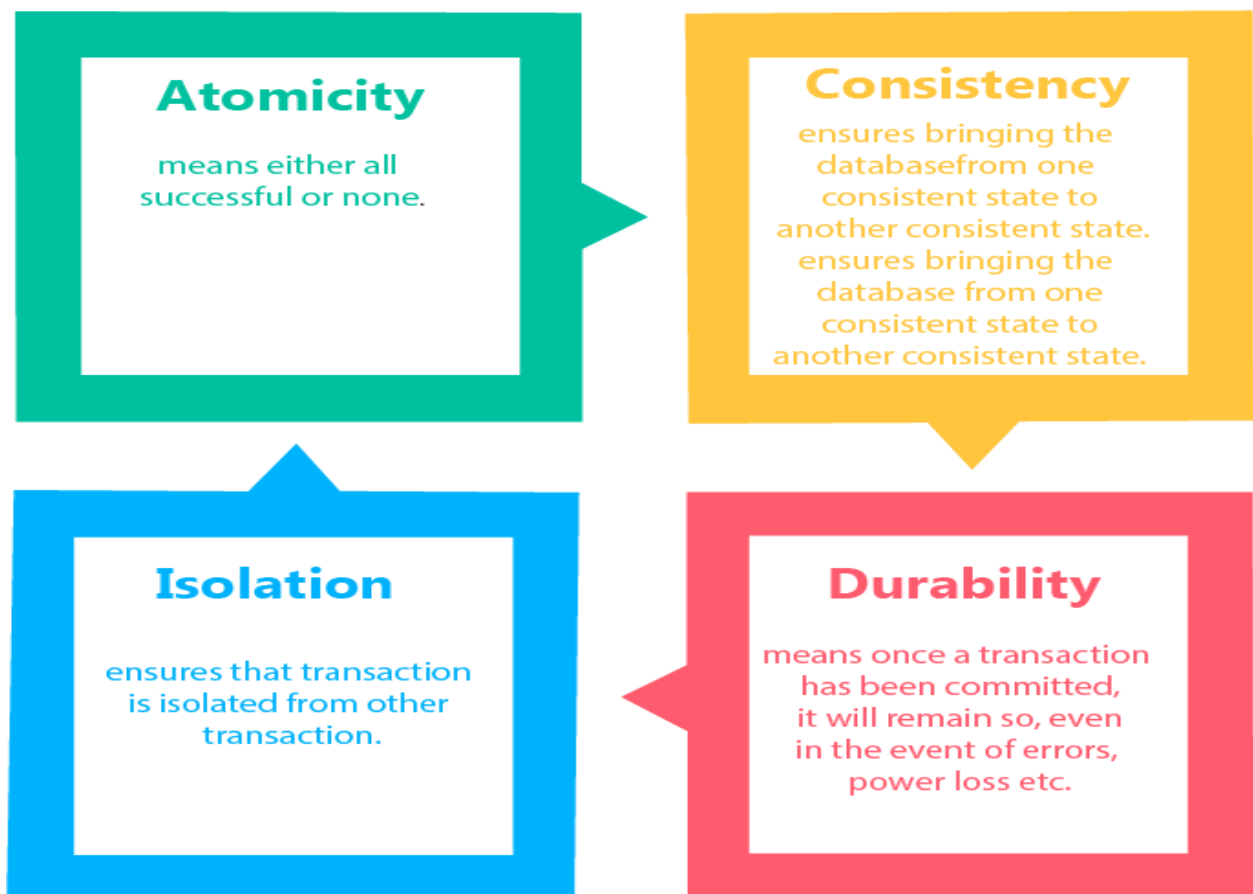 Atomicity
means either all
successful or none.
Consistency
ensures bringing the
databasefrom one
consistent state to
another consistent state.
ensures bringing the
database from one
consistent state to
another consistent state.
Isolation
ensures that transaction
is isolated from other
transaction.
Durability
means once a transaction
has been committed,
it will remain so, even
in the event of errors,
power loss etc.